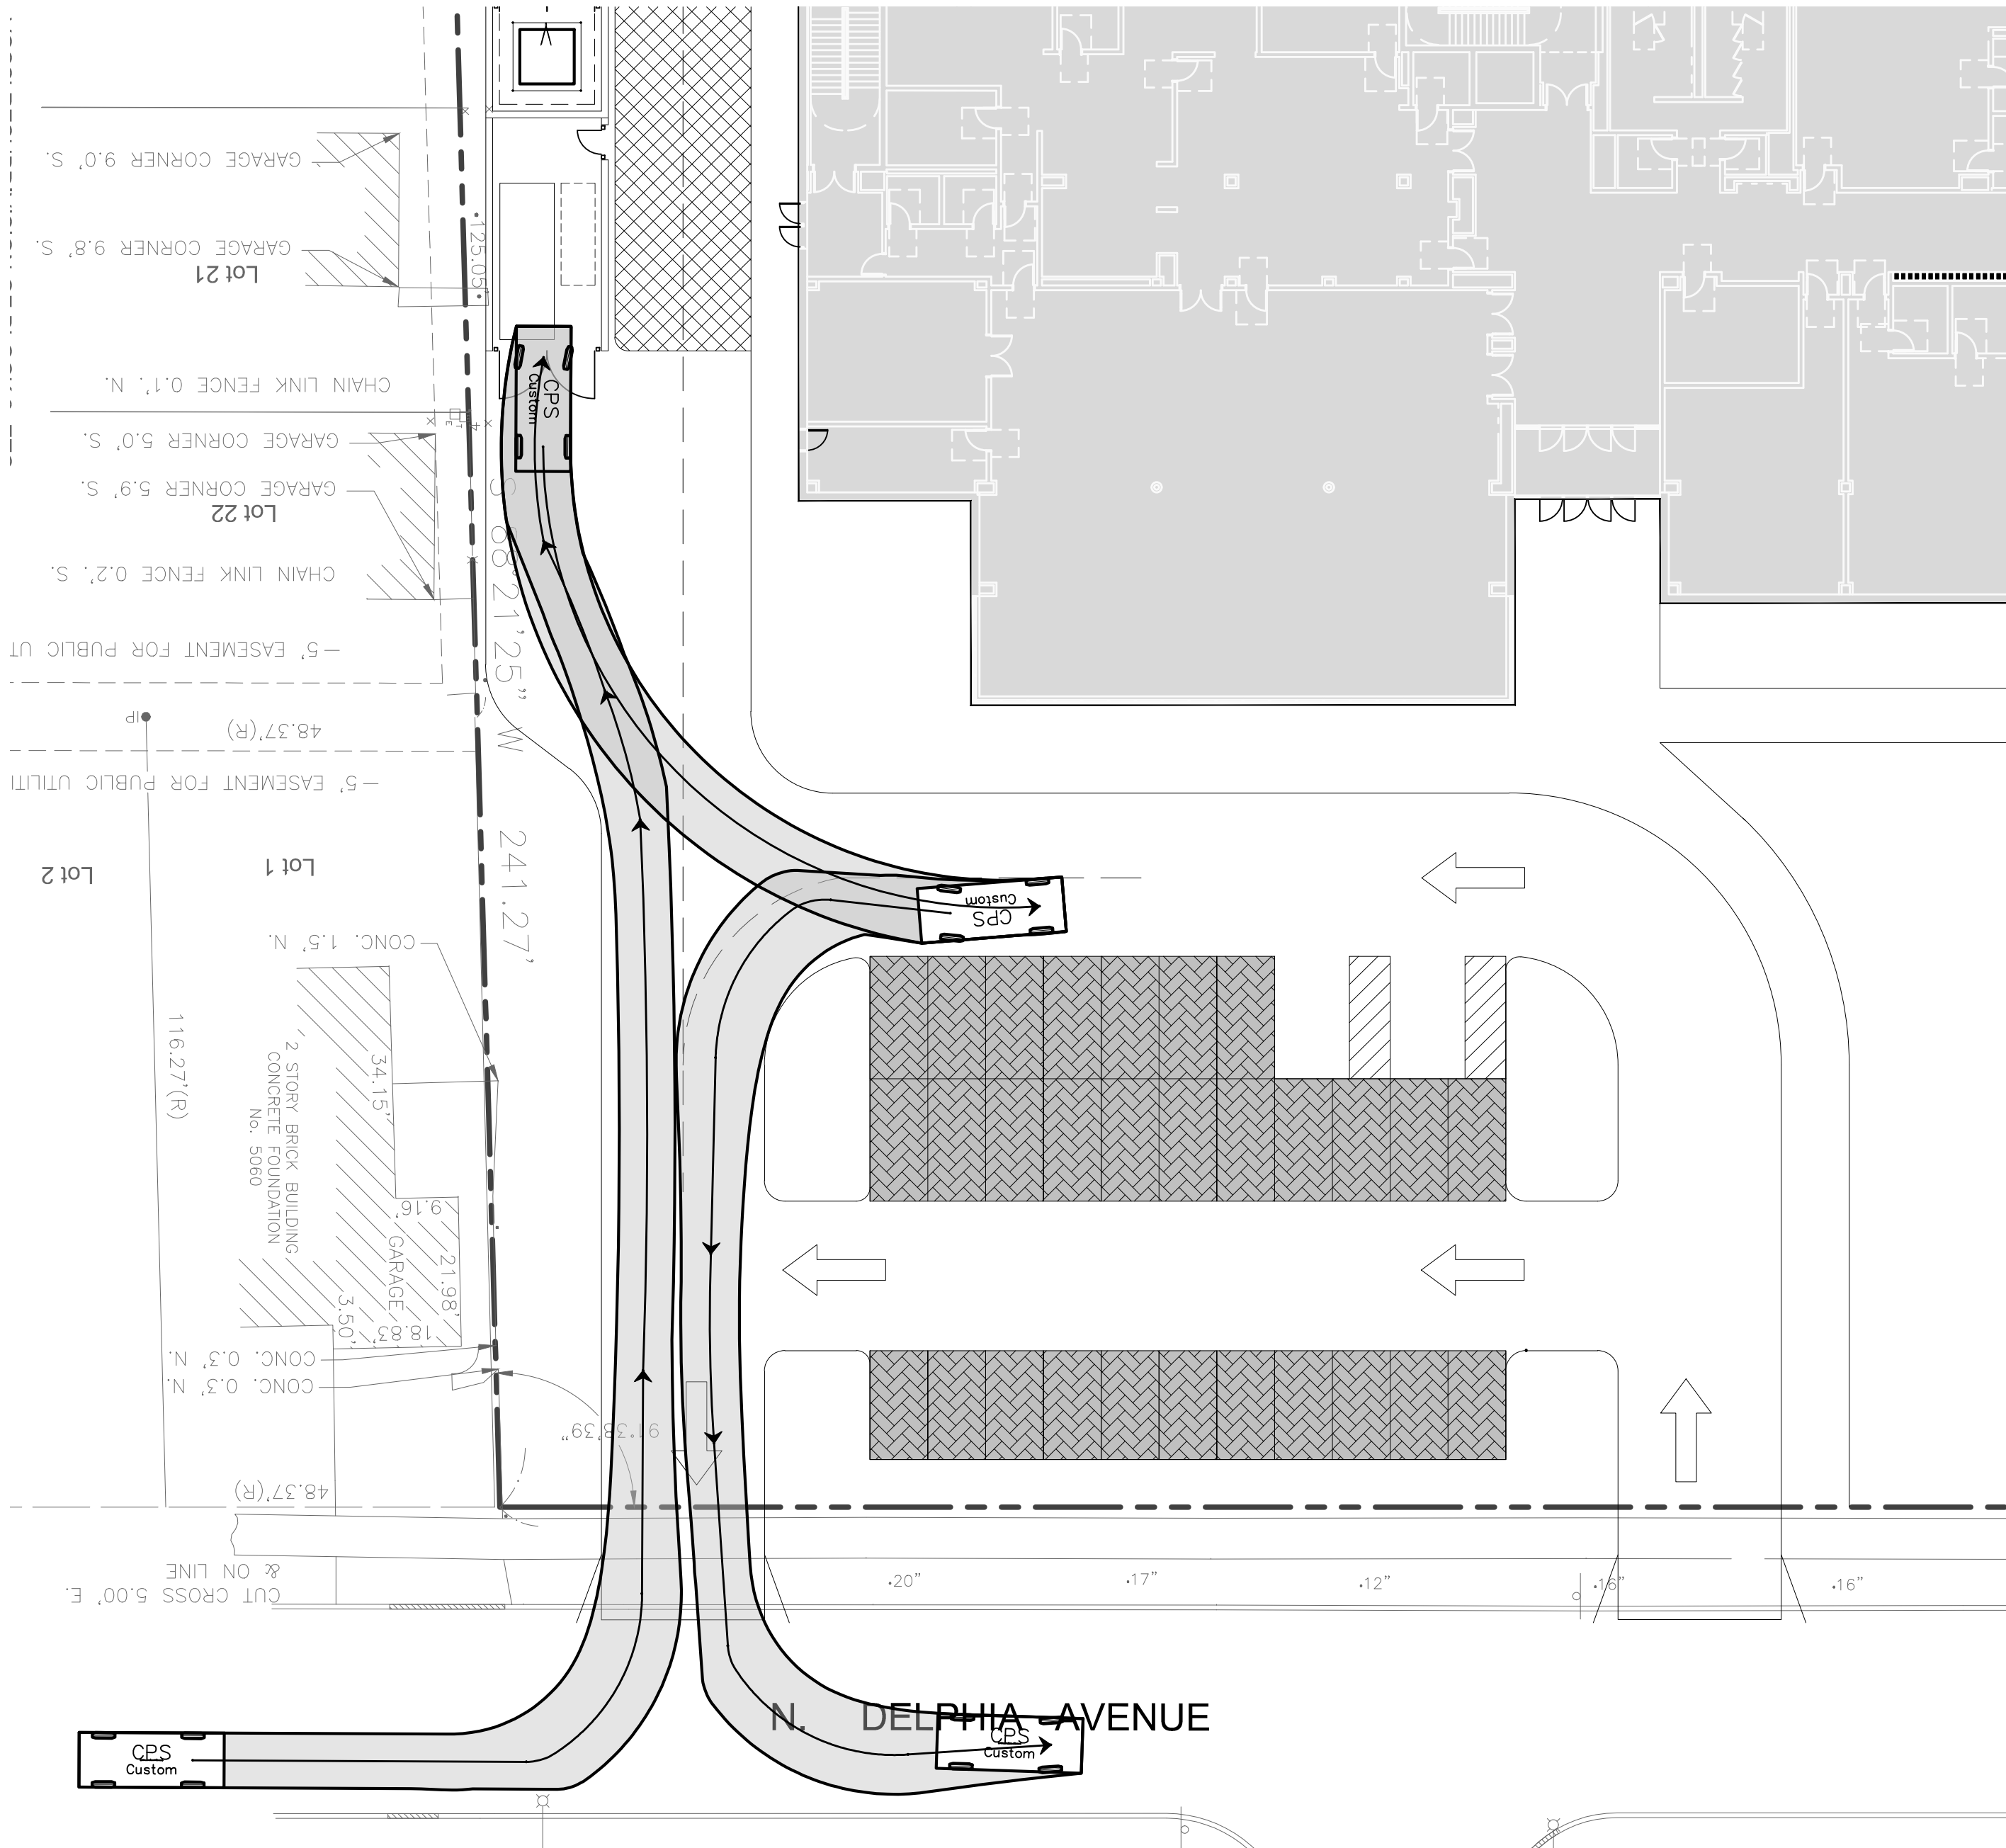 GARAGE CORNER 9.0' S.
125.05'
GARAGE CORNER 9.8' S.
Lot 21
CHAIN LINK FENCE 0.1'. N.
CPS
Custom
GARAGE CORNER 5.0' S.
GARAGE CORNER 5.9' S.
Lot 22
CHAIN LINK FENCE 0.2'. S.
S 88°21'25" W
5' EASEMENT FOR PUBLIC UT
IP
48.37'(R)
5' EASEMENT FOR PUBLIC UTILITI
Lot 2
Lot 1
241.27'
CPS
Custom
CONC. 1.5' N.
116.27'(R)
2 STORY BRICK BUILDING
CONCRETE FOUNDATION
No. 5060
34.15'
9.16'
GARAGE
21.98'
3.50'
18.83'
CONC. 0.3' N.
CONC. 0.3' N.
91°38'39"
48.37'(R)
CUT CROSS 5.00' E.
& ON LINE
20"
17"
12"
16"
16"
N. DELPHIA AVENUE
CPS
Custom
CPS
Custom